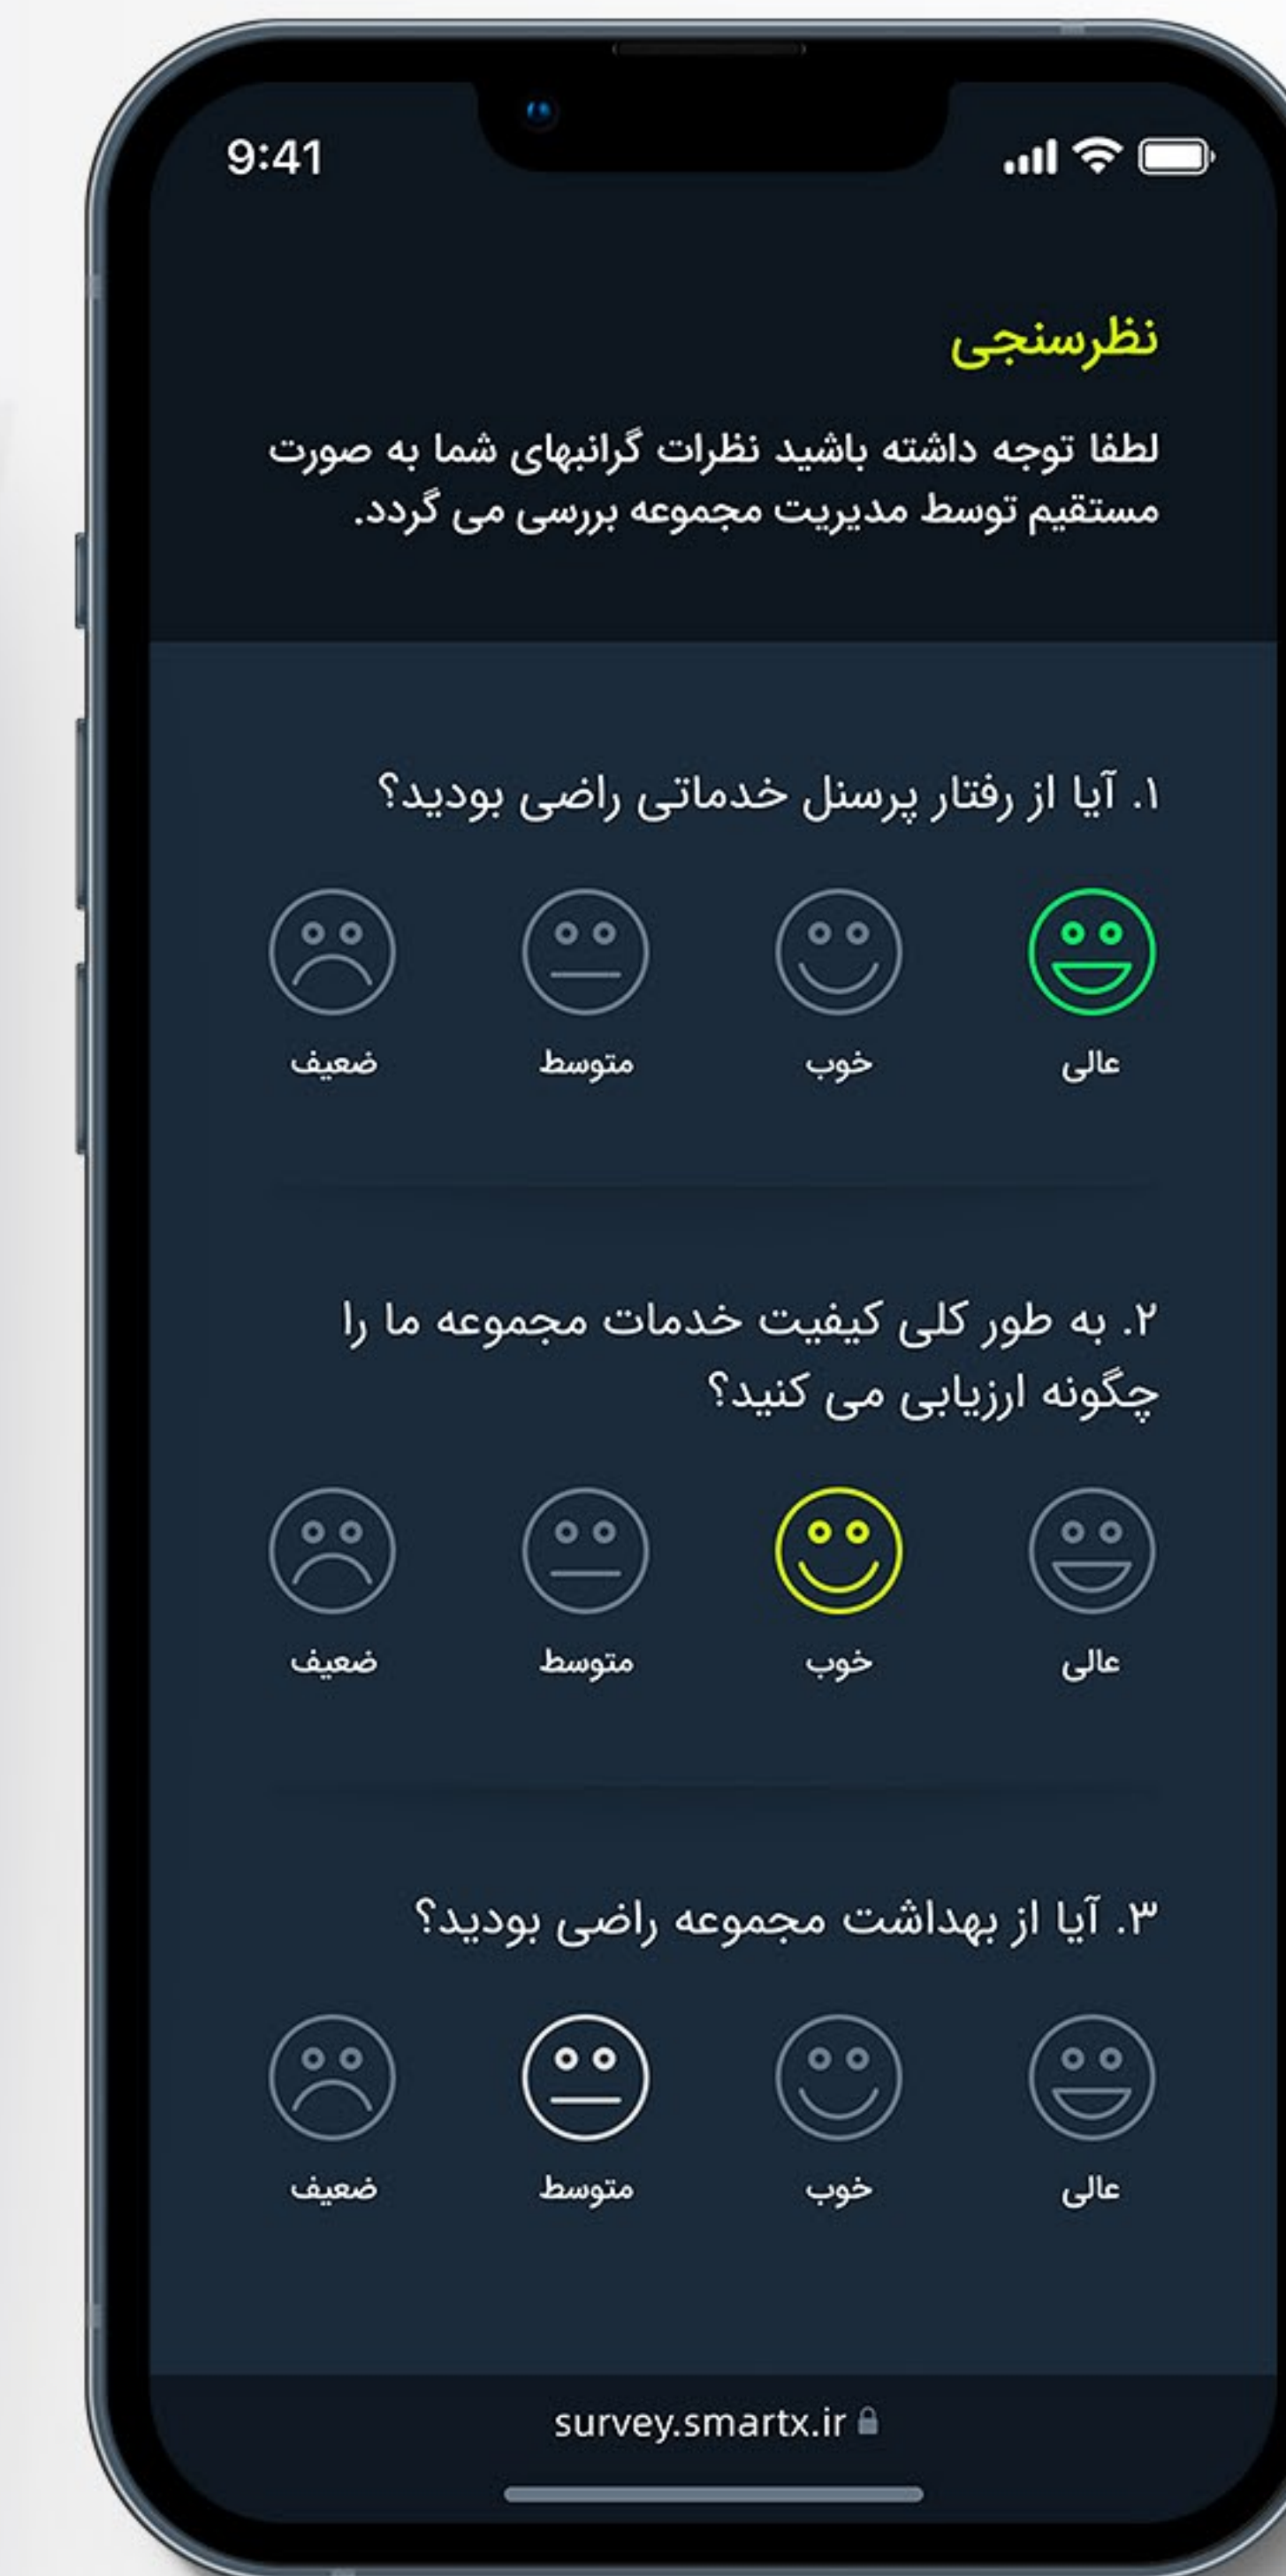 9:41
نظرسنجی
لطفا توجه داشته باشید نظرات گرانبهای شما به صورت
مستقیم توسط مدیریت مجموعه بررسی می گردد.
۱. آیا از رفتار پرسنل خدماتی راضی بودید؟
عالی خوب متوسط ضعیف
۲. به طور کلی کیفیت خدمات مجموعه ما را
چگونه ارزیابی می کنید؟
عالی خوب متوسط ضعیف
۳. آیا از بهداشت مجموعه راضی بودید؟
عالی خوب متوسط ضعیف
survey.smartx.ir